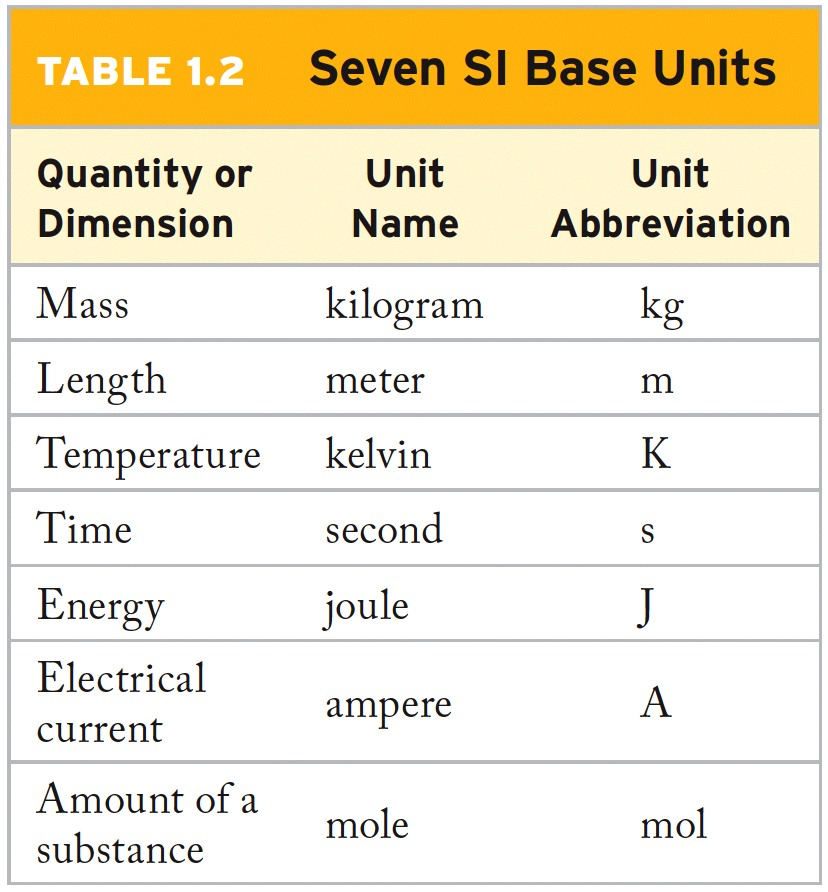 TABLE 1.2 Seven SI Base Units
Quantity or Unit Unit
Dimension Name Abbreviation
Mass kilogram kg
Length meter m
Temperature kelvin K
Time second s
Energy joule J
Electrical
current ampere A
Amount of a
substance mole mol